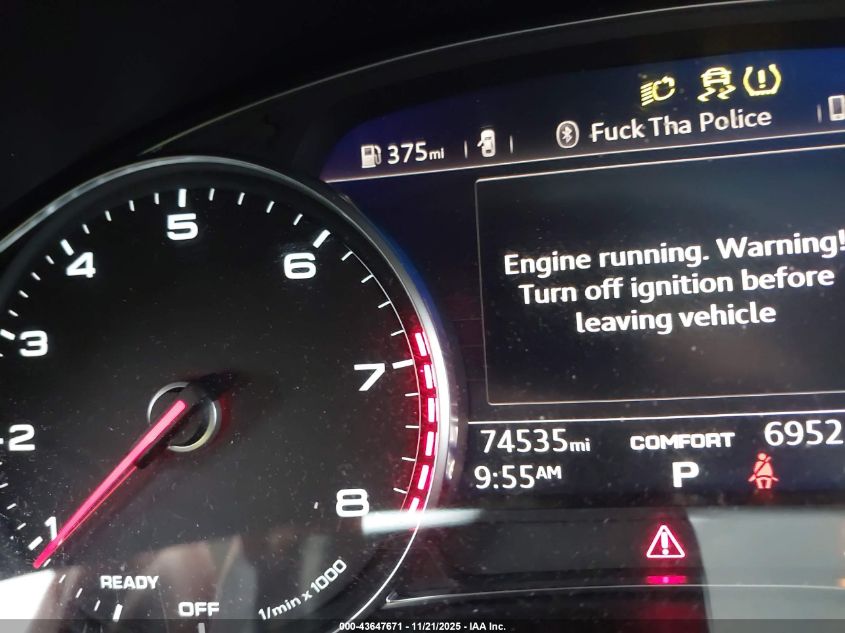 375mi
Fuck Tha Police
Engine running. Warning!
Turn off ignition before
leaving vehicle
1
2
3
4
5
6
7
8
READY
OFF
1/min x 1000
74535mi COMFORT 6952
9:55AM P
000-43647671 - 11/21/2025 - IAA Inc.